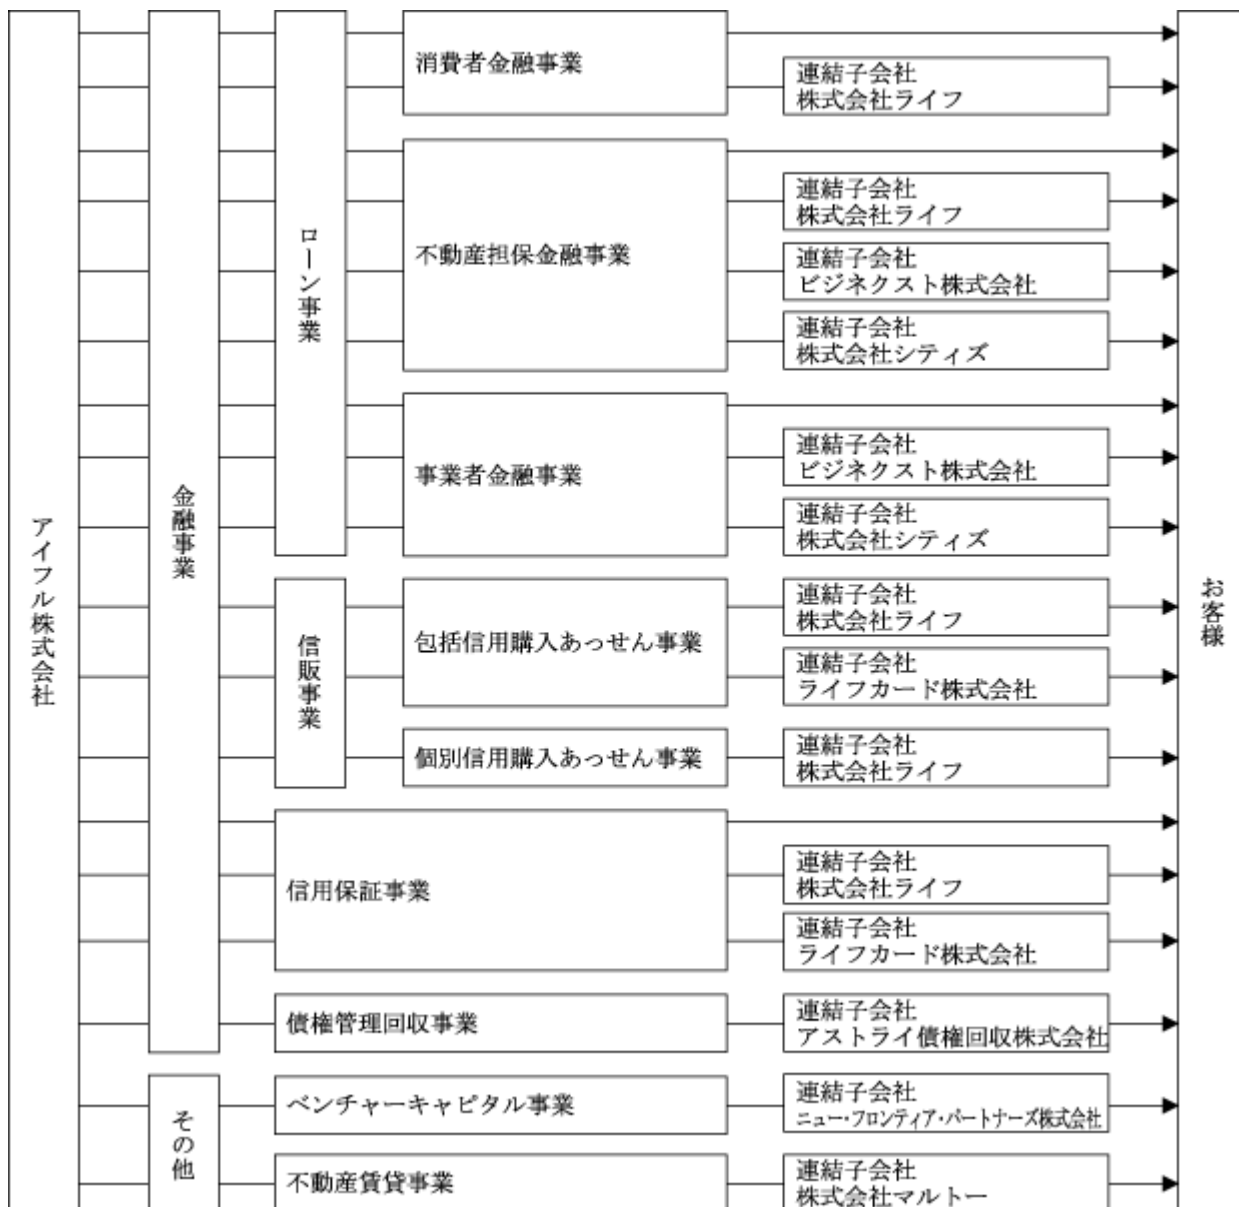 アイフル株式会社
金融事業
ローン事業
消費者金融事業
連結子会社
株式会社ライフ
不動産担保金融事業
連結子会社
株式会社ライフ
連結子会社
ビジネクスト株式会社
連結子会社
株式会社シティズ
事業者金融事業
連結子会社
ビジネクスト株式会社
連結子会社
株式会社シティズ
信販事業
包括信用購入あっせん事業
連結子会社
株式会社ライフ
連結子会社
ライフカード株式会社
個別信用購入あっせん事業
連結子会社
株式会社ライフ
信用保証事業
連結子会社
株式会社ライフ
連結子会社
ライフカード株式会社
債権管理回収事業
連結子会社
アストライ債権回収株式会社
その他
ベンチャーキャピタル事業
連結子会社
ニュー・フロンティア・パートナーズ株式会社
不動産賃貸事業
連結子会社
株式会社マルトー
お客様